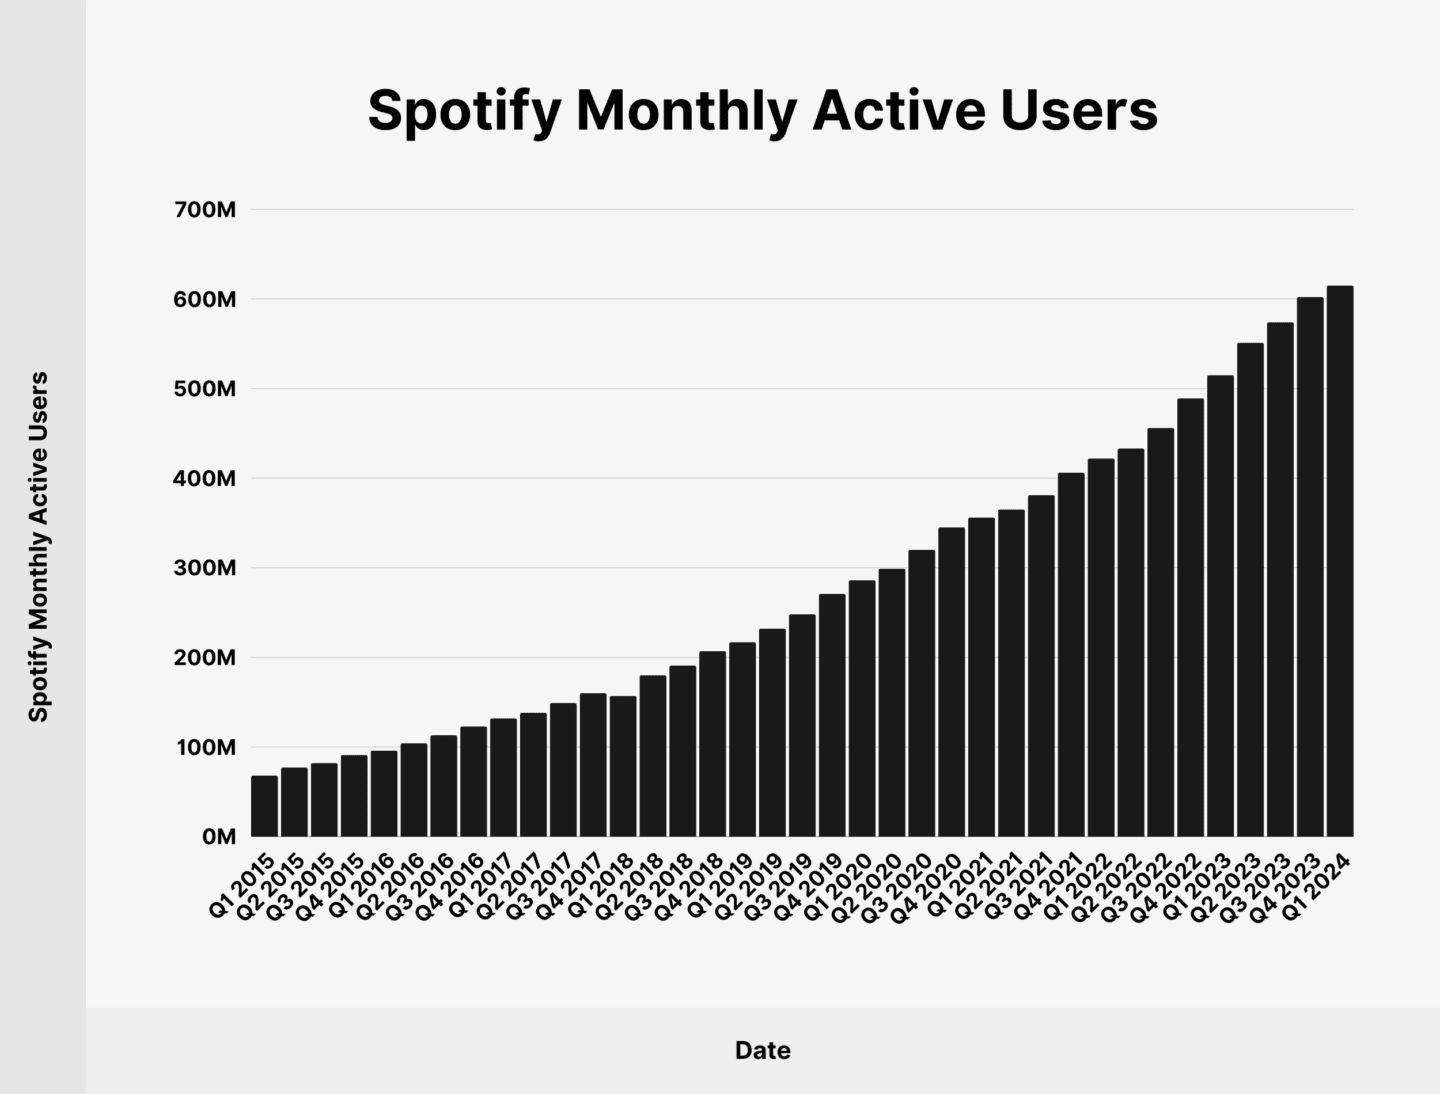 Spotify Monthly Active Users
Spotify Monthly Active Users
700M
600M
500M
400M
300M
200M
100M
0M
Q1 2015
Q2 2015
Q3 2015
Q4 2015
Q1 2016
Q2 2016
Q3 2016
Q4 2016
Q1 2017
Q2 2017
Q3 2017
Q4 2017
Q1 2018
Q2 2018
Q3 2018
Q4 2018
Q1 2019
Q2 2019
Q3 2019
Q4 2019
Q1 2020
Q2 2020
Q3 2020
Q4 2020
Q1 2021
Q2 2021
Q3 2021
Q4 2021
Q1 2022
Q2 2022
Q3 2022
Q4 2022
Q1 2023
Q2 2023
Q3 2023
Q4 2023
Q1 2024
Date